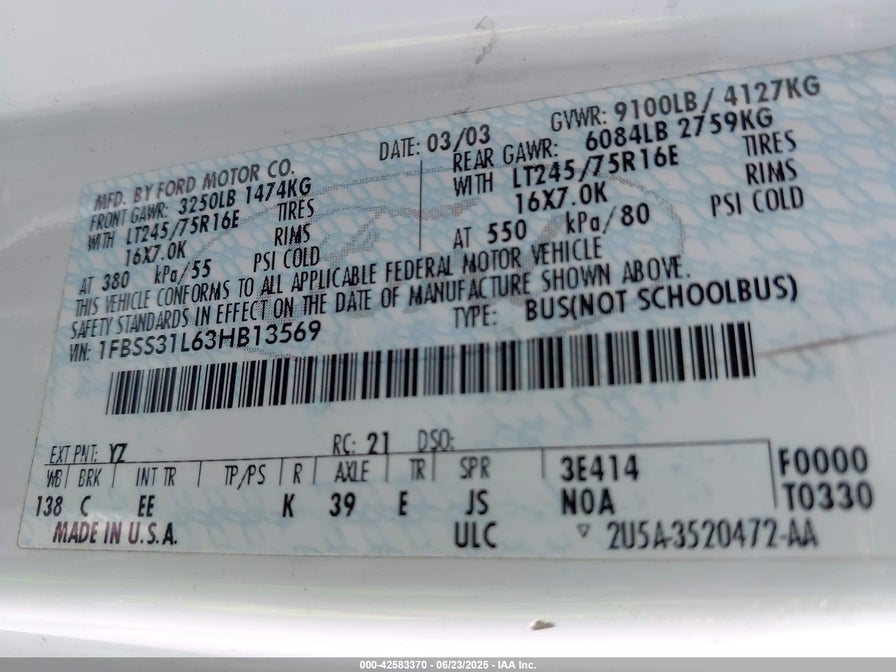 MFD. BY FORD MOTOR CO.
DATE: 03/03
GVWR: 9100LB / 4127KG
FRONT GAWR: 3250LB 1474KG
REAR GAWR: 6084LB 2759KG
WITH LT245/75R16E TIRES
WITH LT245/75R16E TIRES
16X7.0K RIMS
16X7.0K RIMS
AT 380 kPa/55 PSI COLD
AT 550 kPa/80 PSI COLD
THIS VEHICLE CONFORMS TO ALL APPLICABLE FEDERAL MOTOR VEHICLE
SAFETY STANDARDS IN EFFECT ON THE DATE OF MANUFACTURE SHOWN ABOVE.
VIN: 1FBSS31L63HB13569
TYPE: BUS(NOT SCHOOLBUS)
EXT PNT: YZ RC: 21 DSO:
WB BRK INT TR TP/PS R AXLE TR SPR 3E414 F0000
138 C EE K 39 E JS N0A T0330
MADE IN U.S.A. ULC ▽ 2U5A-3520472-AA
000-42583370 - 06/23/2025 - IAA Inc.